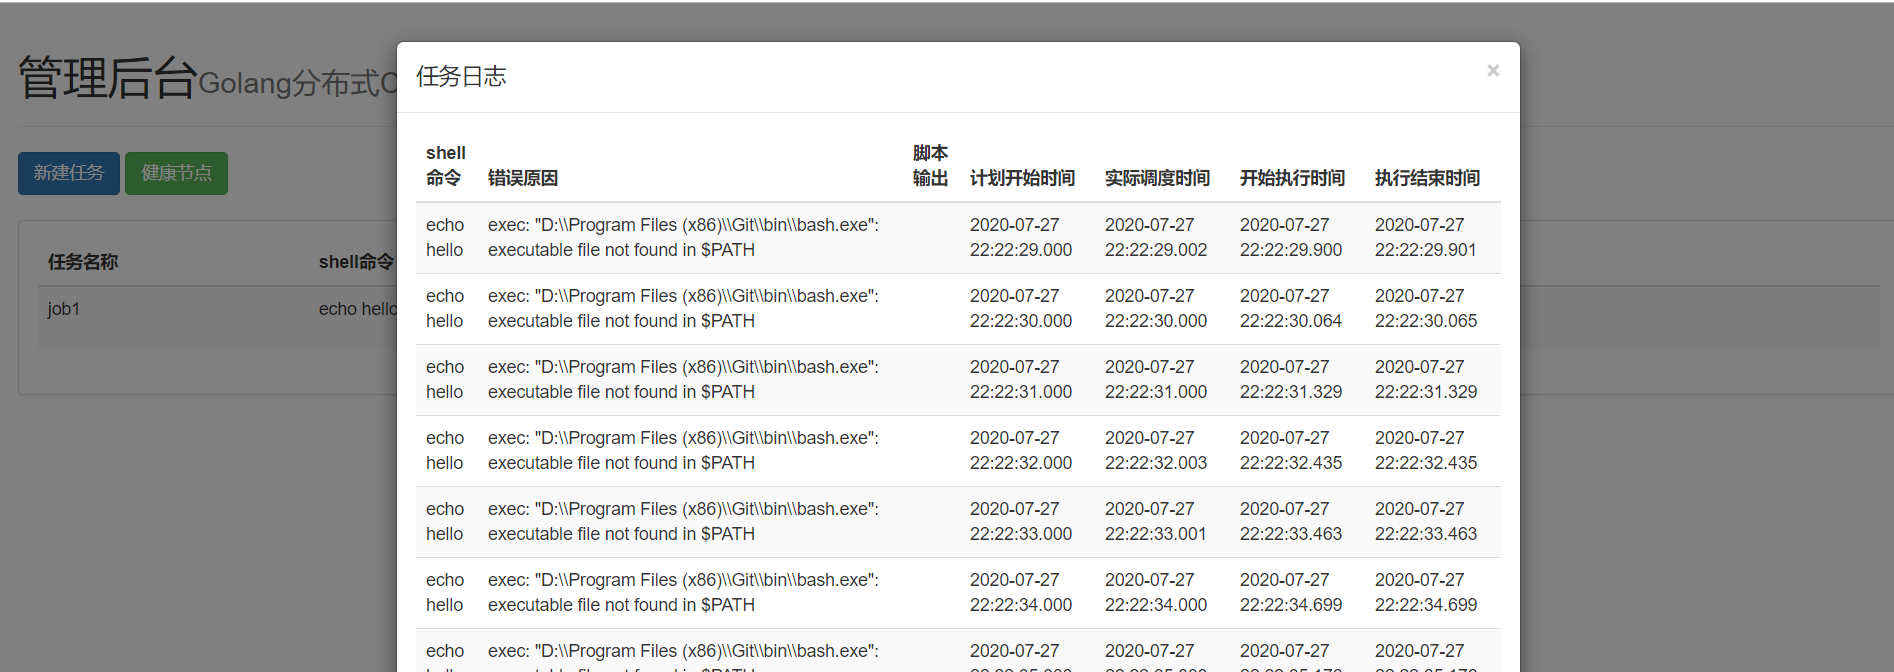 管理后台Golang分布式C
新建任务 健康节点
任务名称 shell命令
job1 echo hello
任务日志 ×
shell 脚本
命令 错误原因 输出 计划开始时间 实际调度时间 开始执行时间 执行结束时间
echo exec: "D:\\Program Files (x86)\\Git\\bin\\bash.exe": 2020-07-27 2020-07-27 2020-07-27 2020-07-27
hello executable file not found in $PATH 22:22:29.000 22:22:29.002 22:22:29.900 22:22:29.901
echo exec: "D:\\Program Files (x86)\\Git\\bin\\bash.exe": 2020-07-27 2020-07-27 2020-07-27 2020-07-27
hello executable file not found in $PATH 22:22:30.000 22:22:30.000 22:22:30.064 22:22:30.065
echo exec: "D:\\Program Files (x86)\\Git\\bin\\bash.exe": 2020-07-27 2020-07-27 2020-07-27 2020-07-27
hello executable file not found in $PATH 22:22:31.000 22:22:31.000 22:22:31.329 22:22:31.329
echo exec: "D:\\Program Files (x86)\\Git\\bin\\bash.exe": 2020-07-27 2020-07-27 2020-07-27 2020-07-27
hello executable file not found in $PATH 22:22:32.000 22:22:32.003 22:22:32.435 22:22:32.435
echo exec: "D:\\Program Files (x86)\\Git\\bin\\bash.exe": 2020-07-27 2020-07-27 2020-07-27 2020-07-27
hello executable file not found in $PATH 22:22:33.000 22:22:33.001 22:22:33.463 22:22:33.463
echo exec: "D:\\Program Files (x86)\\Git\\bin\\bash.exe": 2020-07-27 2020-07-27 2020-07-27 2020-07-27
hello executable file not found in $PATH 22:22:34.000 22:22:34.000 22:22:34.699 22:22:34.699
echo exec: "D:\\Program Files (x86)\\Git\\bin\\bash.exe": 2020-07-27 2020-07-27 2020-07-27 2020-07-27